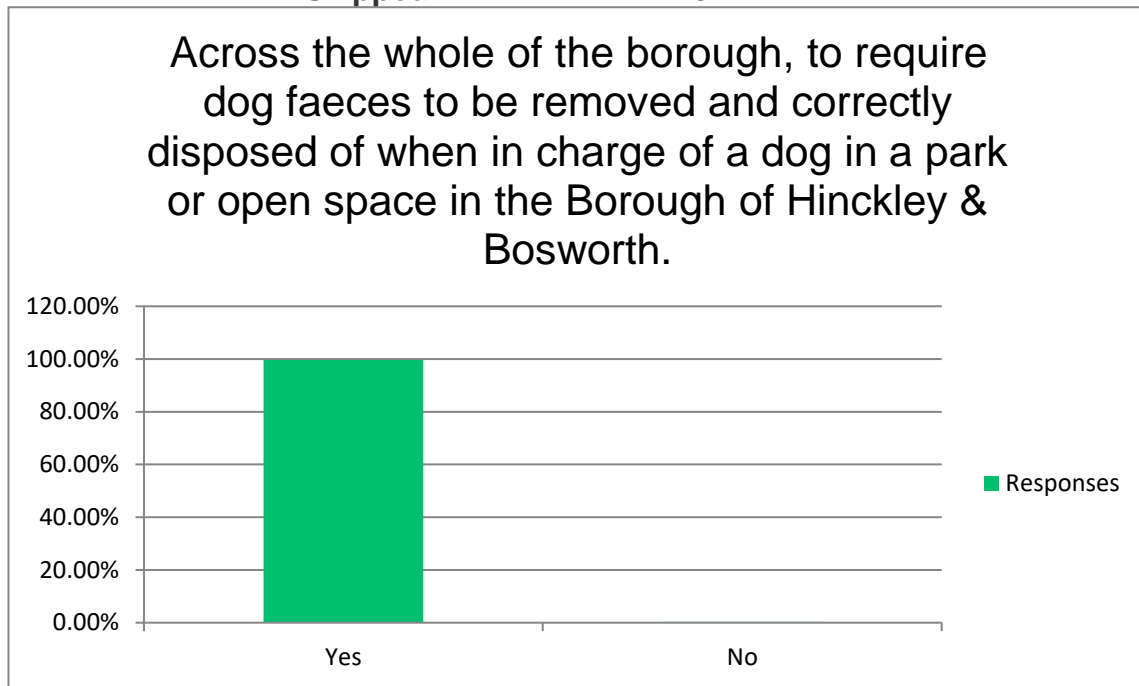 Across the whole of the borough, to require
dog faeces to be removed and correctly
disposed of when in charge of a dog in a park
or open space in the Borough of Hinckley &
Bosworth.
120.00%
100.00%
80.00%
60.00%
40.00%
20.00%
0.00%
Yes
No
Responses